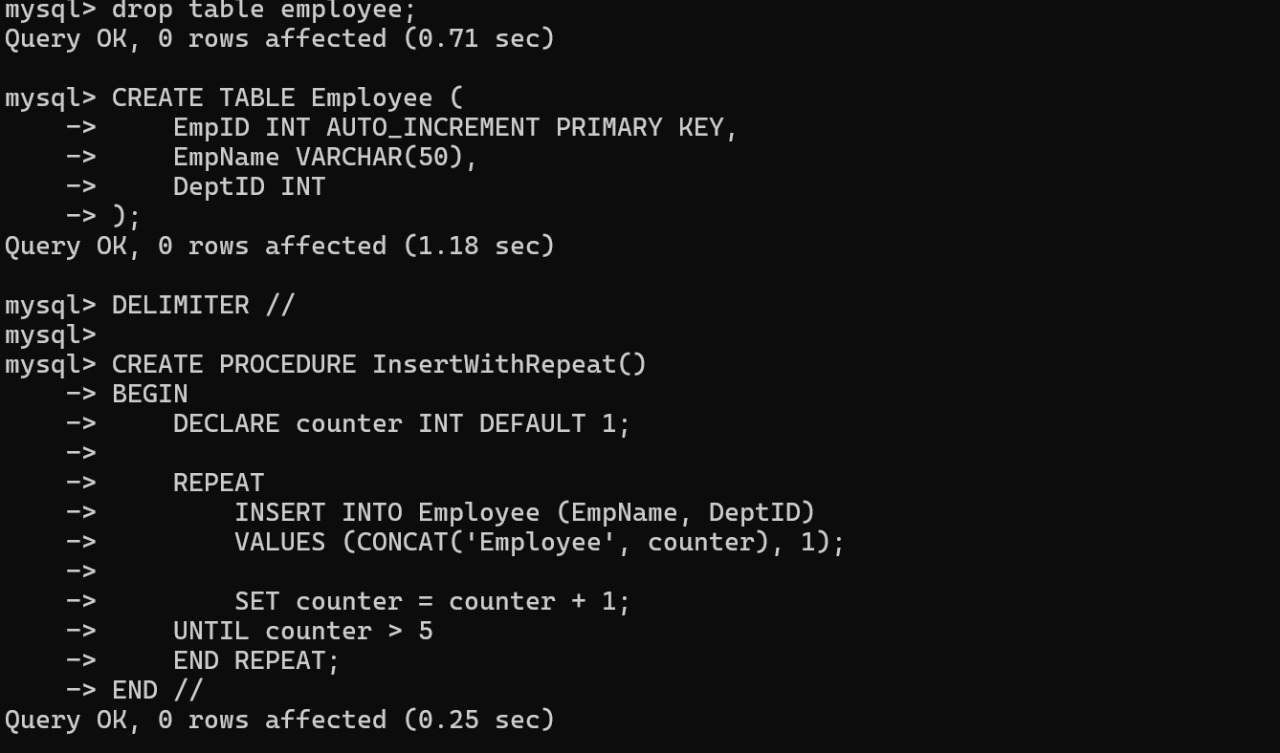 mysql> drop table employee;
Query OK, 0 rows affected (0.71 sec)

mysql> CREATE TABLE Employee (
    ->     EmpID INT AUTO_INCREMENT PRIMARY KEY,
    ->     EmpName VARCHAR(50),
    ->     DeptID INT
    -> );
Query OK, 0 rows affected (1.18 sec)

mysql> DELIMITER //
mysql>
mysql> CREATE PROCEDURE InsertWithRepeat()
    -> BEGIN
    ->     DECLARE counter INT DEFAULT 1;
    ->
    ->     REPEAT
    ->         INSERT INTO Employee (EmpName, DeptID)
    ->         VALUES (CONCAT('Employee', counter), 1);
    ->
    ->         SET counter = counter + 1;
    ->     UNTIL counter > 5
    ->     END REPEAT;
    -> END //
Query OK, 0 rows affected (0.25 sec)